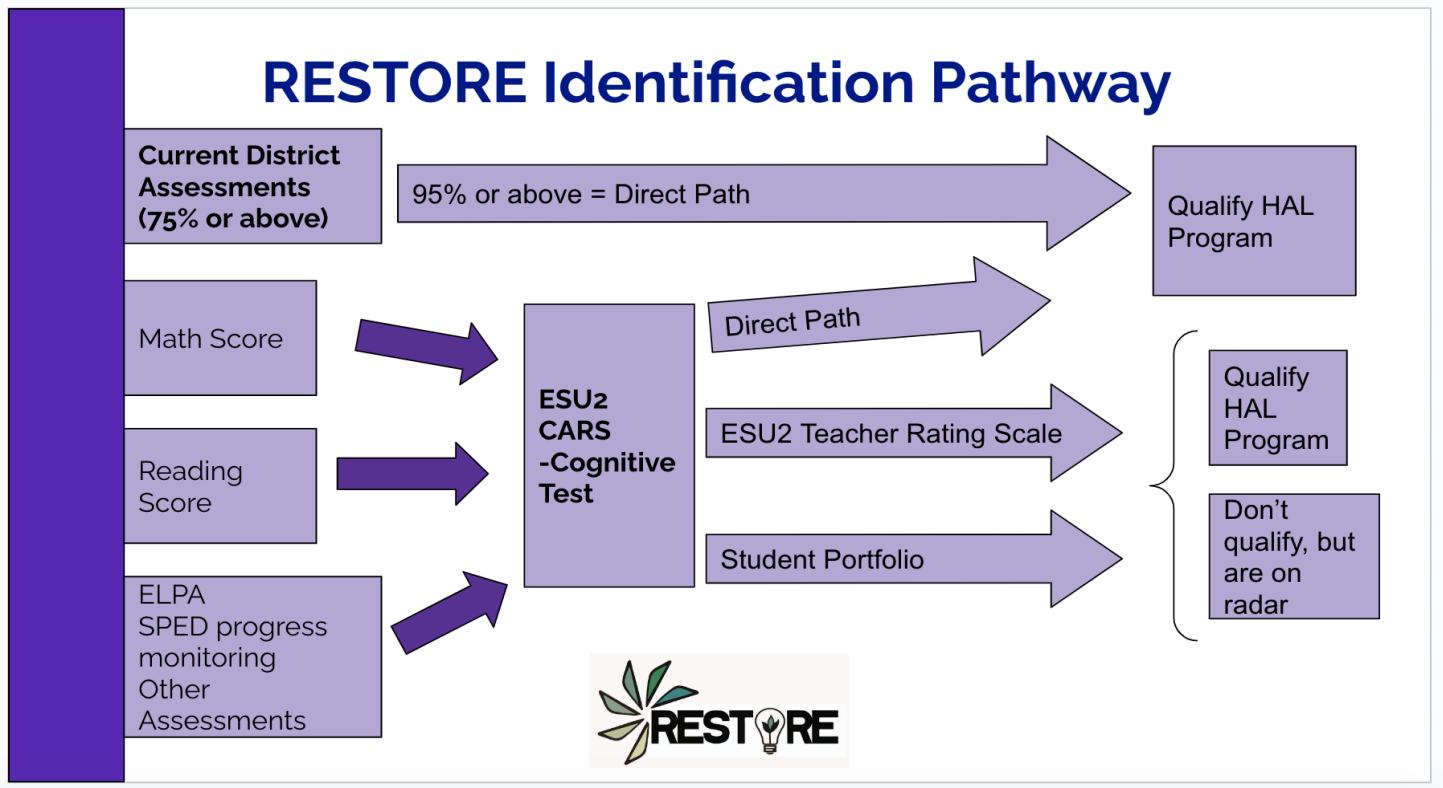 RESTORE Identification Pathway
Current District
Assessments
(75% or above)
95% or above = Direct Path
Qualify HAL
Program
Math Score
Reading
Score
ELPA
SPED progress
monitoring
Other
Assessments
ESU2
CARS
-Cognitive
Test
Direct Path
ESU2 Teacher Rating Scale
Student Portfolio
Qualify
HAL
Program
Don’t
qualify, but
are on
radar
RESTORE